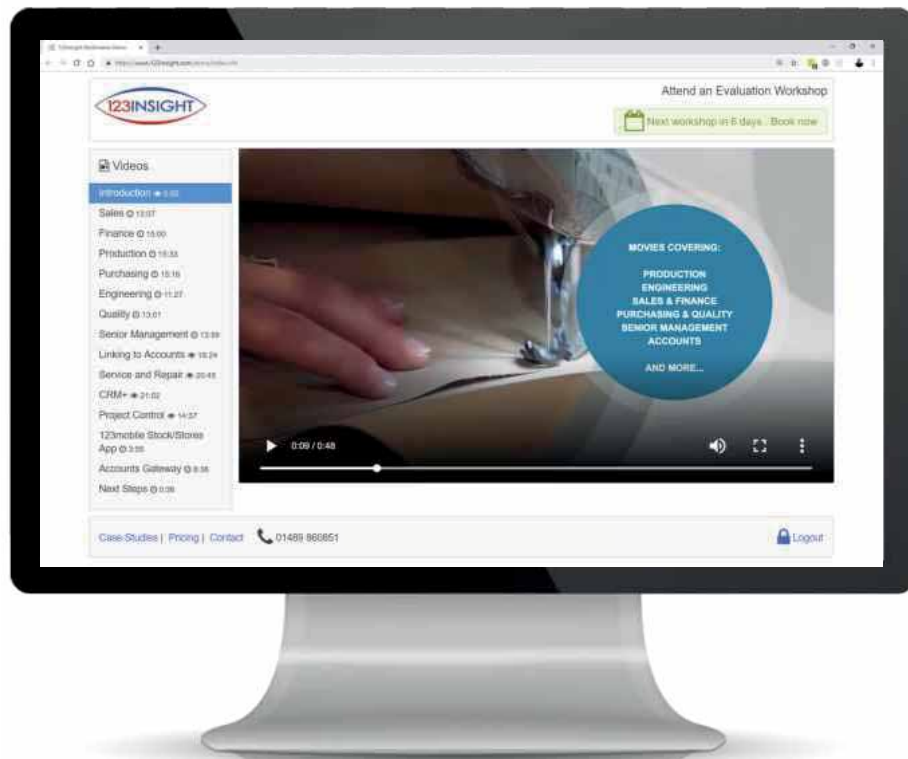 123INSIGHT
Attend an Evaluation Workshop
Next workshop in 6 days. Book now
Videos
Introduction
Sales 13:07
Finance 15:00
Production 15:33
Purchasing 15:16
Engineering 11:27
Quality 13:01
Senior Management 13:59
Linking to Accounts 18:24
Service and Repair 20:45
CRM+ 21:02
Project Control 14:37
123mobile Stock/Stores
App 3:55
Accounts Gateway 8:36
Next Steps
MOVIES COVERING:
PRODUCTION
ENGINEERING
SALES & FINANCE
PURCHASING & QUALITY
SENIOR MANAGEMENT
ACCOUNTS
AND MORE...
0:09 / 0:48
Case-Studies | Pricing | Contact 01489 860851
Logout